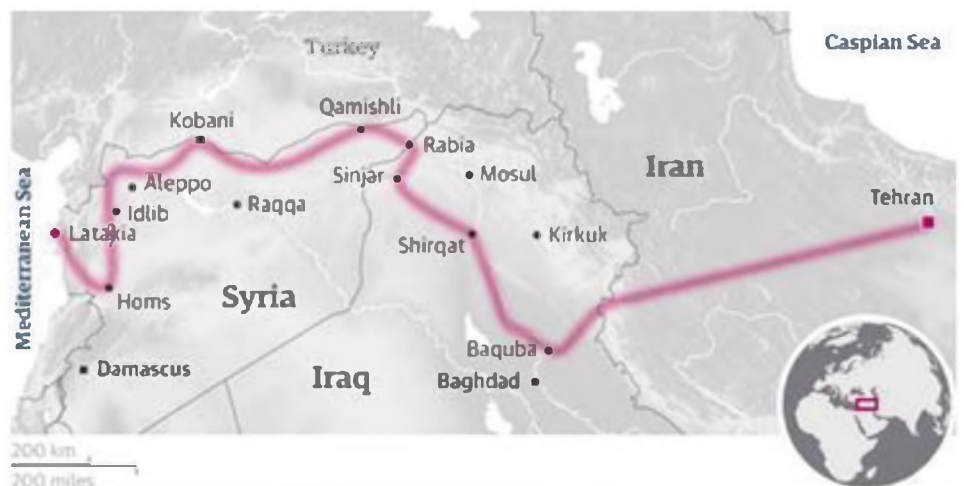 Turkey
Caspian Sea
Qamishli
Kobani
Rabia
Iran
Sinjar
Mosul
Aleppo
Tehran
Idlib
Raqqa
Mediterranean Sea
Latakia
Shirqat
Kirkuk
Syria
Homs
Baquba
Damascus
Iraq
Baghdad
200 km
200 miles